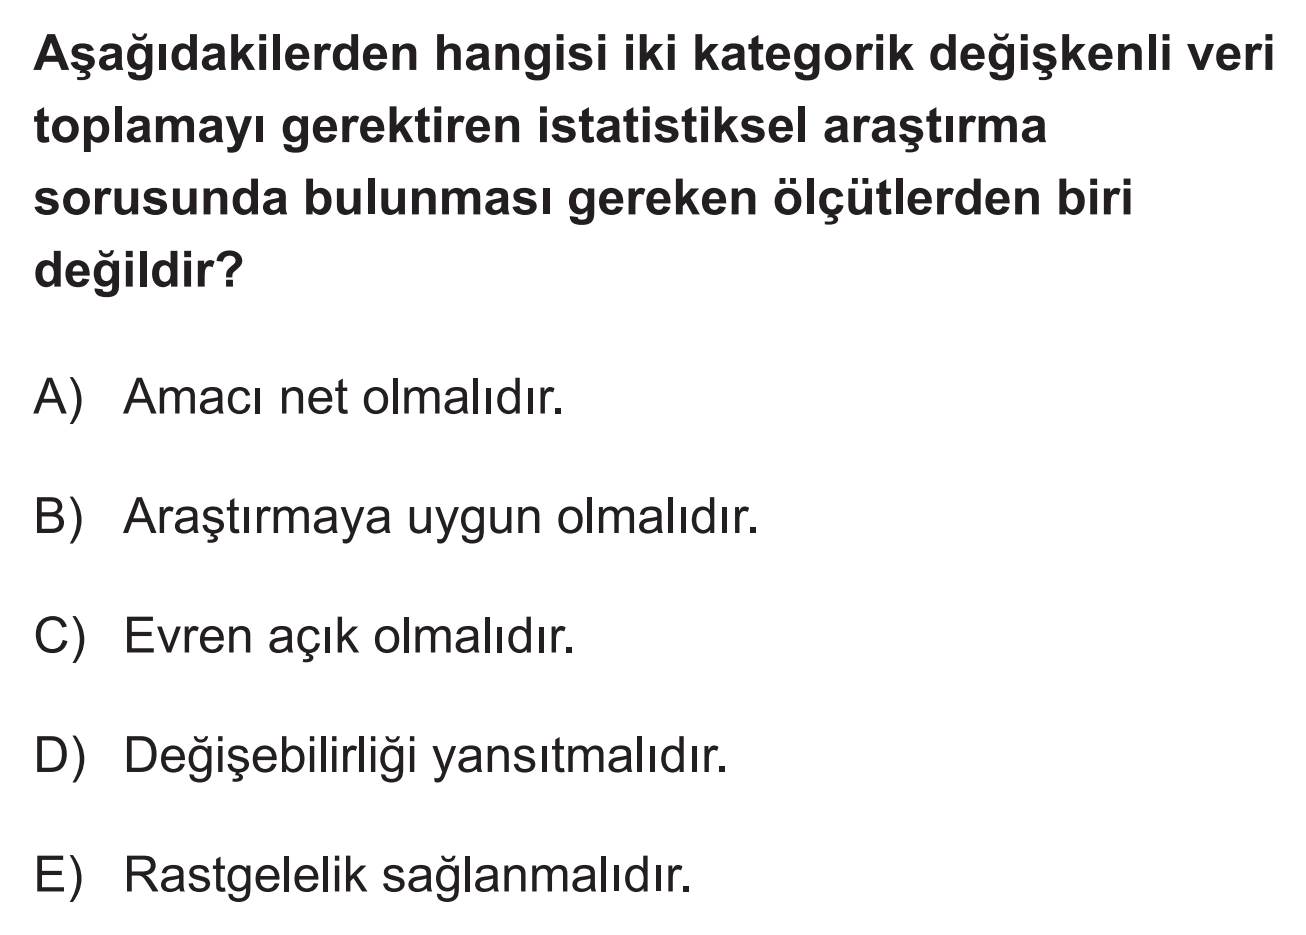 Aşağıdakilerden hangisi iki kategorik değişkenli veri
toplamayı gerektiren istatistiksel araştırma
sorusunda bulunması gereken ölçütlerden biri
değildir?
A) Amacı net olmalıdır.
B) Araştırmaya uygun olmalıdır.
C) Evren açık olmalıdır.
D) Değişebilirliği yansıtmalıdır.
E) Rastgelelik sağlanmalıdır.